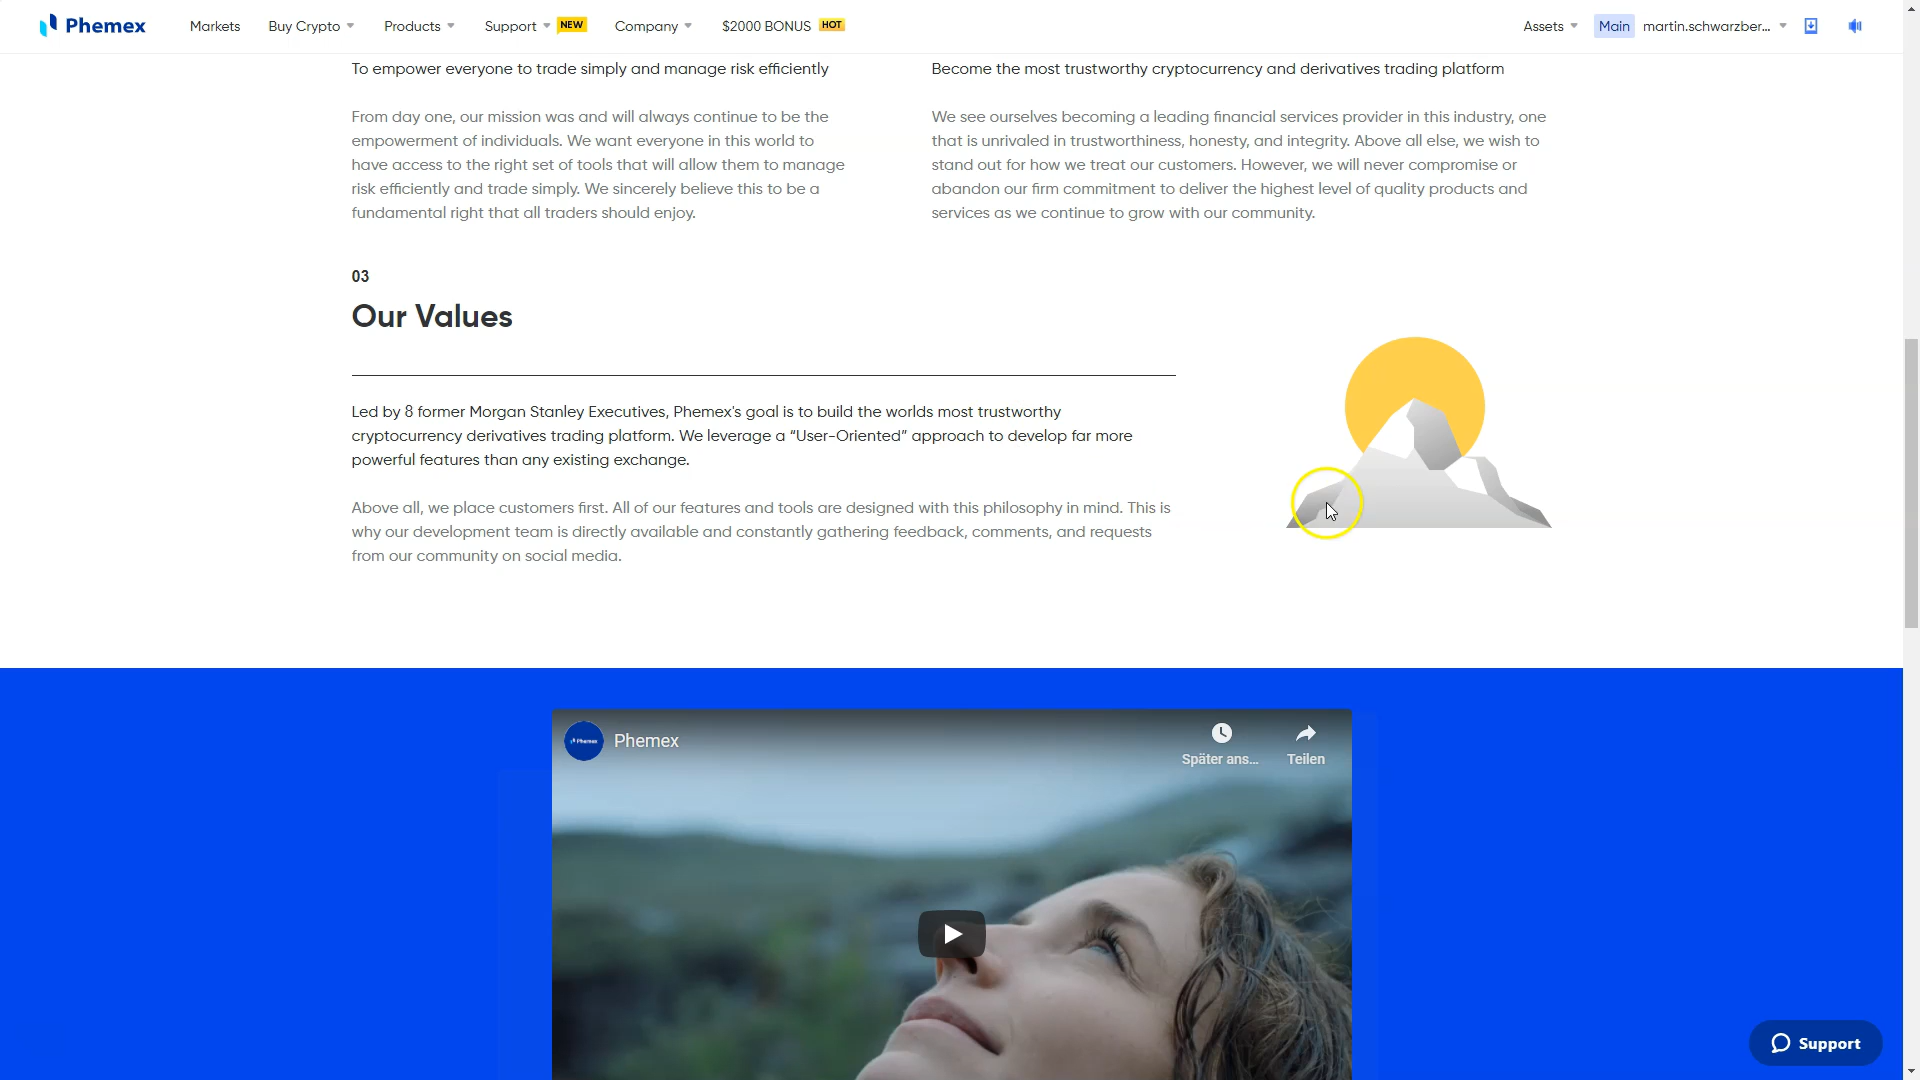 Phemex
Markets
Buy Crypto
Products
Support
NEW
Company
$2000 BONUS
HOT
Assets
Main
martin.schwarzber...
To empower everyone to trade simply and manage risk efficiently
From day one, our mission was and will always continue to be the
empowerment of individuals. We want everyone in this world to
have access to the right set of tools that will allow them to manage
risk efficiently and trade simply. We sincerely believe this to be a
fundamental right that all traders should enjoy.
Become the most trustworthy cryptocurrency and derivatives trading platform
We see ourselves becoming a leading financial services provider in this industry, one
that is unrivaled in trustworthiness, honesty, and integrity. Above all else, we wish to
stand out for how we treat our customers. However, we will never compromise or
abandon our firm commitment to deliver the highest level of quality products and
services as we continue to grow with our community.
03
Our Values
Led by 8 former Morgan Stanley Executives, Phemex's goal is to build the worlds most trustworthy
cryptocurrency derivatives trading platform. We leverage a “User-Oriented” approach to develop far more
powerful features than any existing exchange.
Above all, we place customers first. All of our features and tools are designed with this philosophy in mind. This is
why our development team is directly available and constantly gathering feedback, comments, and requests
from our community on social media.
Phemex
Phemex
Später ans...
Teilen
Support